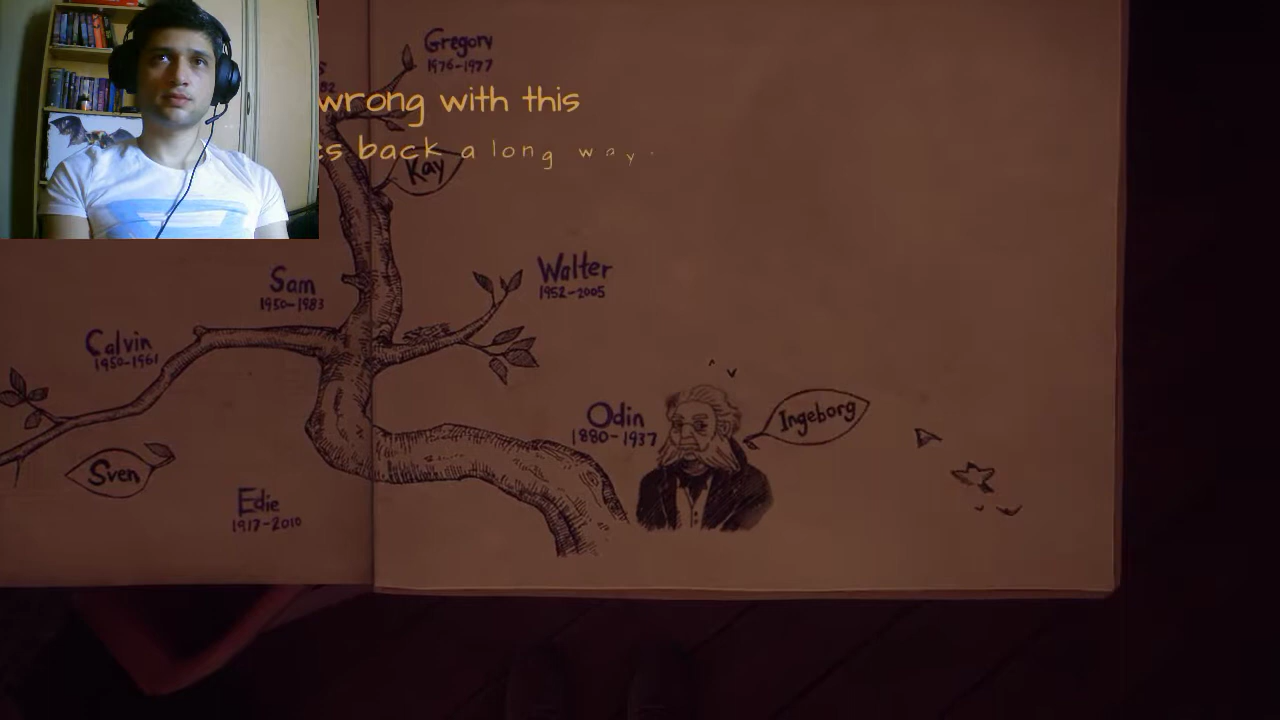 Gregory
1976-1977
wrong with this
es back a long way.
Kay
Sam
1950-1983
Walter
1952-2005
Calvin
1950-1961
Odin
1880-1937
Ingeborg
Sven
Edie
1917-2010